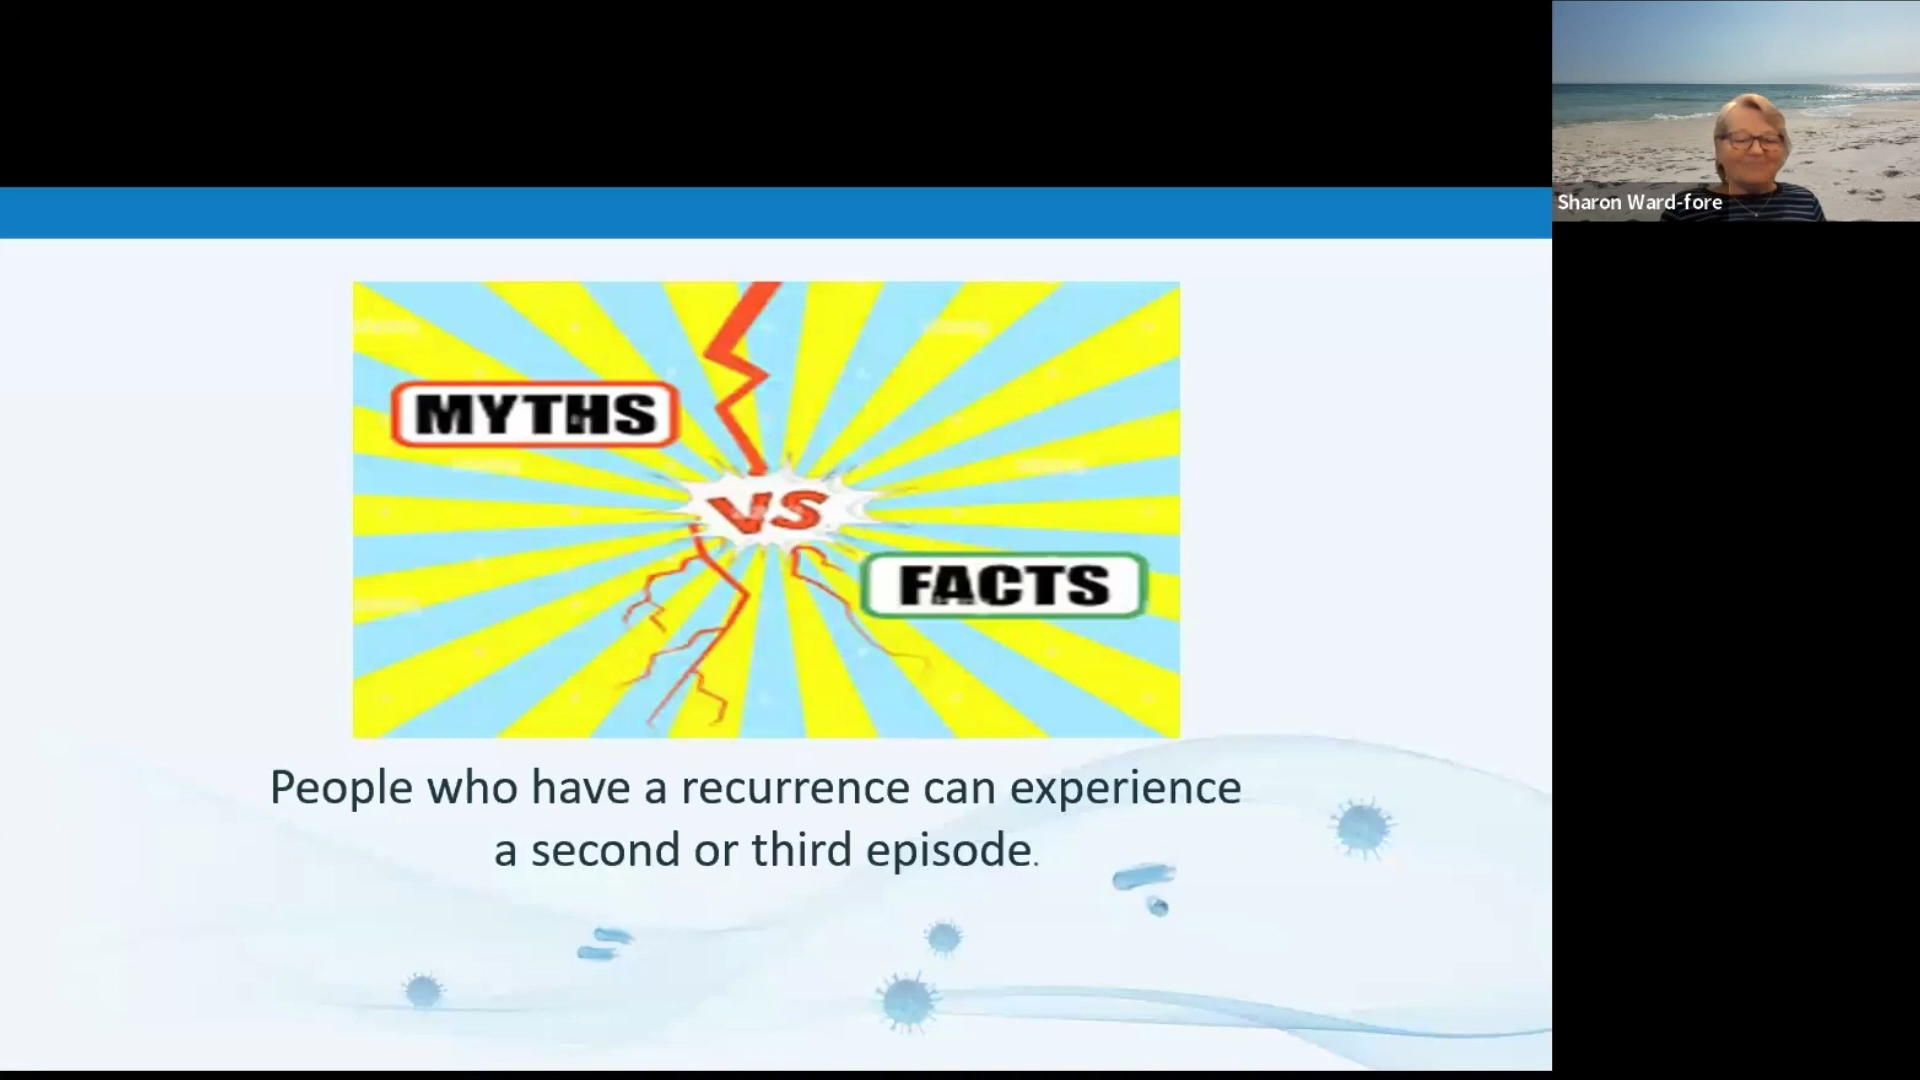 Sharon Ward-fore
MYTHS
VS
FACTS
People who have a recurrence can experience
a second or third episode.